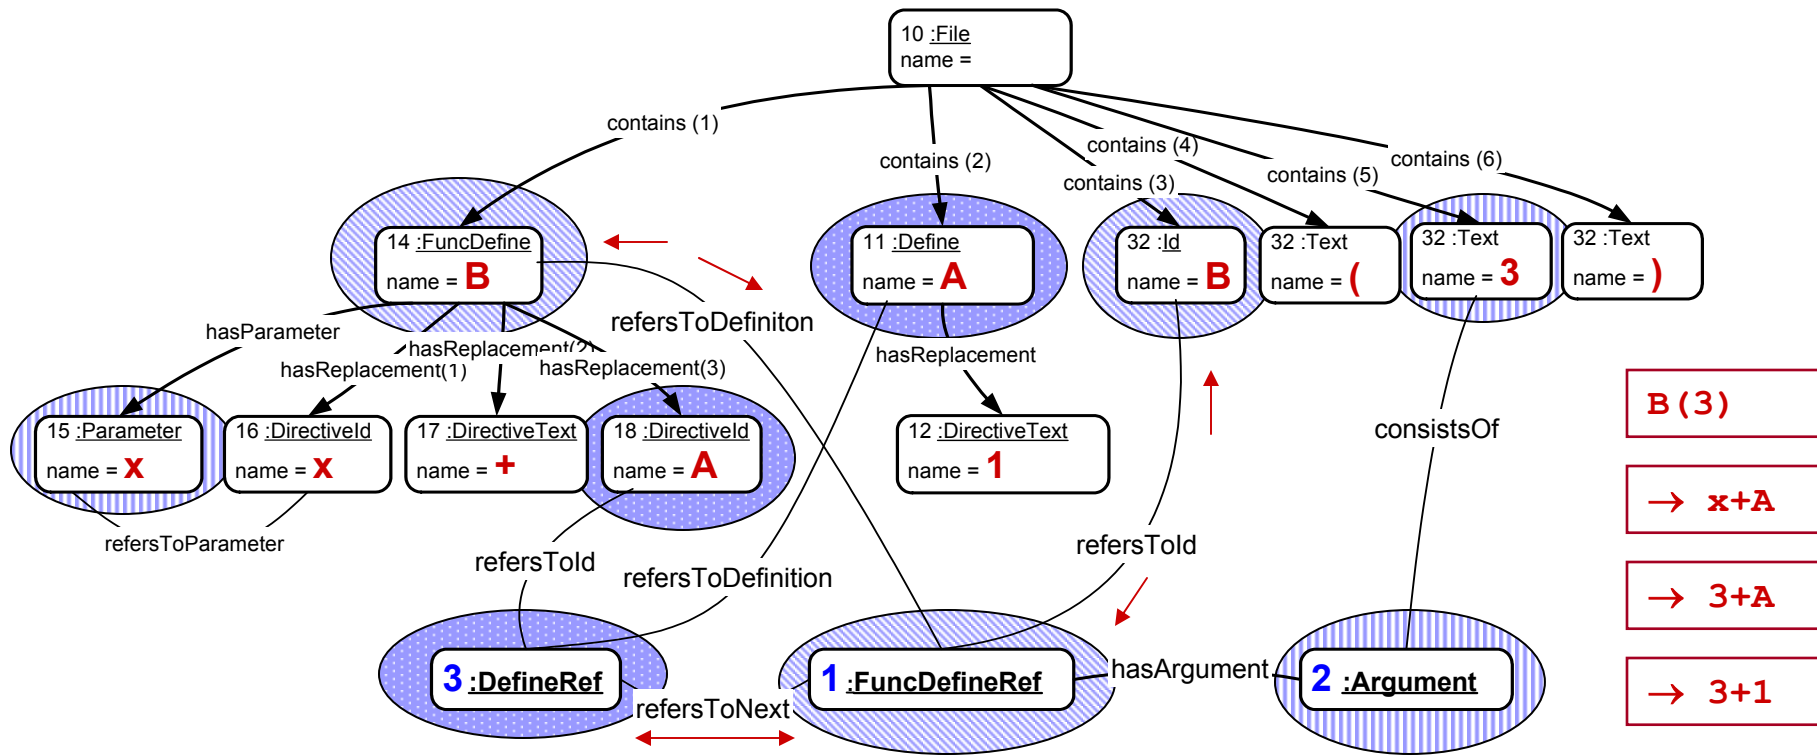 10 :File
name =
contains (1)
contains (2)
contains (3)
contains (4)
contains (5)
contains (6)
14 :FuncDefine
name = B
11 :Define
name = A
32 :Id
name = B
32 :Text
name = (
32 :Text
name = 3
32 :Text
name = )
hasParameter
hasReplacement(1)
hasReplacement(2)
hasReplacement(3)
refersToDefiniton
hasReplacement
15 :Parameter
name = x
16 :DirectiveId
name = x
17 :DirectiveText
name = +
18 :DirectiveId
name = A
12 :DirectiveText
name = 1
refersToParameter
refersToId
refersToDefinition
refersToId
consistsOf
3 :DefineRef
refersToNext
1 :FuncDefineRef
hasArgument
2 :Argument
B(3)
→ x+A
→ 3+A
→ 3+1